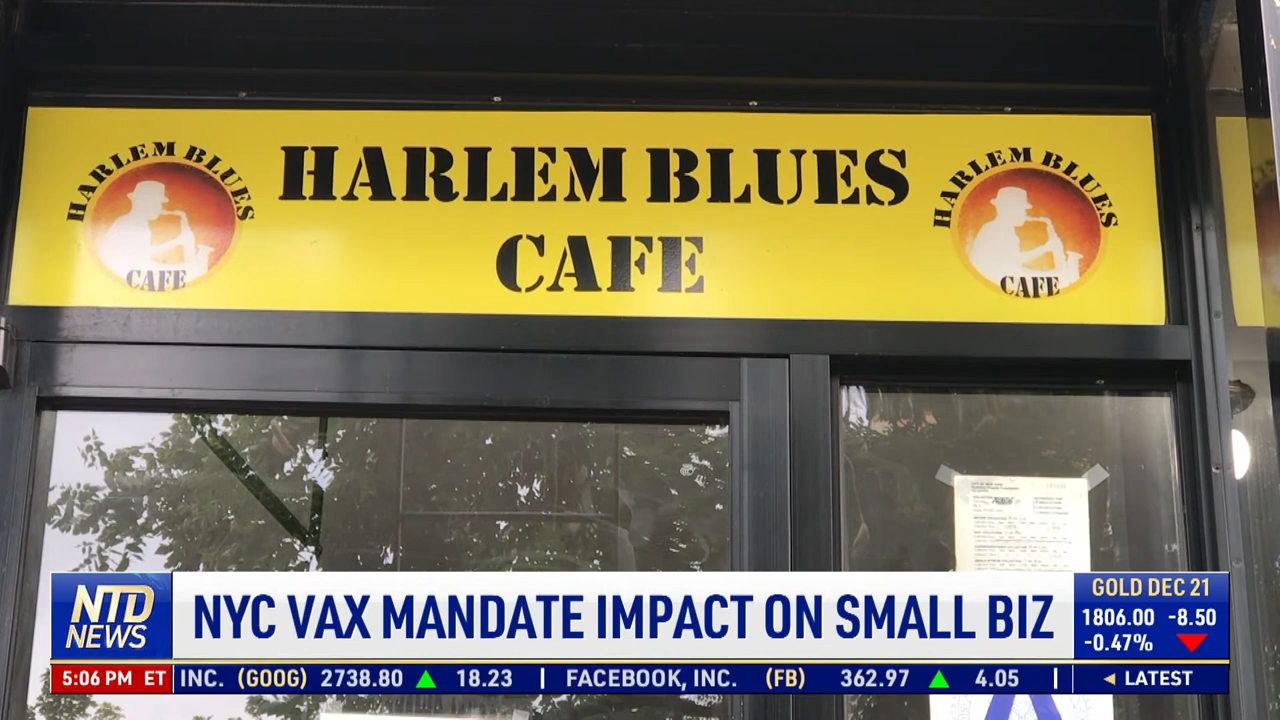 HARLEM BLUES
CAFE
HARLEM BLUES
CAFE
HARLEM BLUES
CAFE
NTD
NEWS
NYC VAX MANDATE IMPACT ON SMALL BIZ
GOLD DEC 21
1806.00 -8.50
-0.47%
5:06 PM ET
INC. (GOOG) 2738.80 ▲ 18.23 | FACEBOOK, INC. (FB) 362.97 ▲ 4.05 |
◄ LATEST